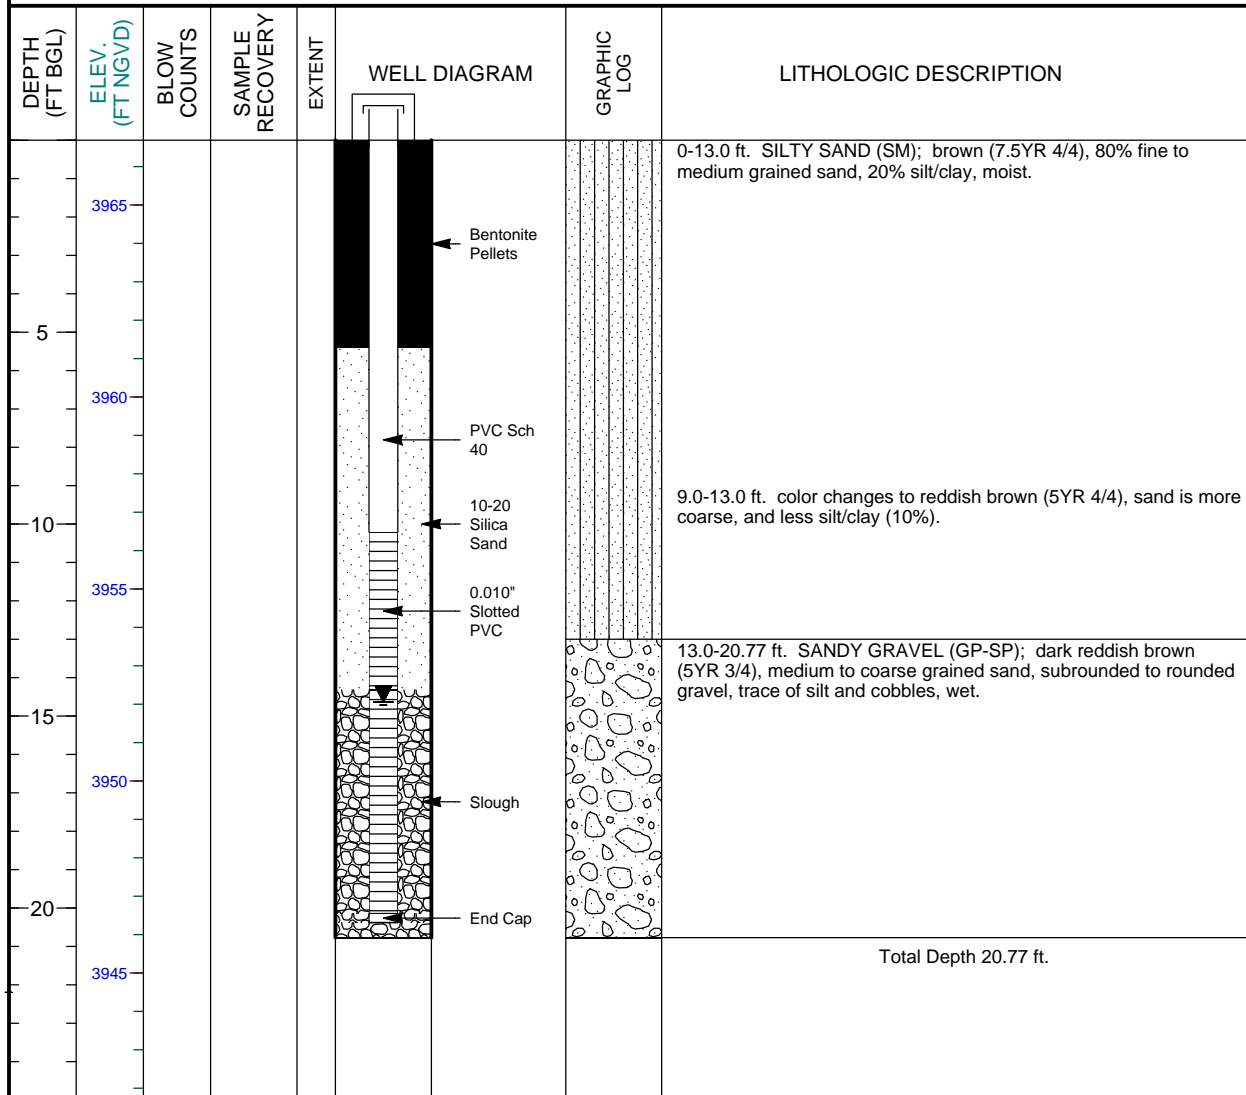 DEPTH
(FT BGL)
ELEV.
(FT NGVD)
BLOW
COUNTS
SAMPLE
RECOVERY
EXTENT
WELL DIAGRAM
GRAPHIC
LOG
LITHOLOGIC DESCRIPTION
0-13.0 ft. SILTY SAND (SM); brown (7.5YR 4/4), 80% fine to
medium grained sand, 20% silt/clay, moist.
3965
Bentonite
Pellets
5
3960
PVC Sch
40
9.0-13.0 ft. color changes to reddish brown (5YR 4/4), sand is more
coarse, and less silt/clay (10%).
10
10-20
Silica
Sand
3955
0.010"
Slotted
PVC
13.0-20.77 ft. SANDY GRAVEL (GP-SP); dark reddish brown
(5YR 3/4), medium to coarse grained sand, subrounded to rounded
gravel, trace of silt and cobbles, wet.
15
3950
Slough
20
End Cap
Total Depth 20.77 ft.
3945